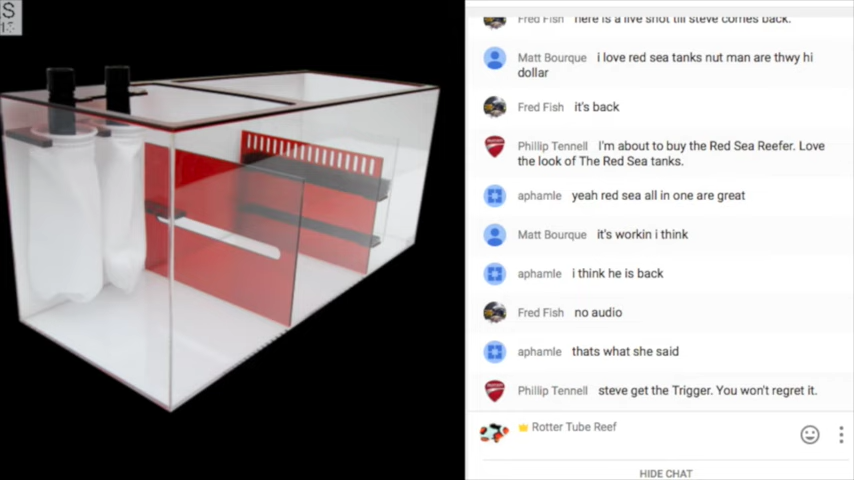 S
Fred Fish here is a live shot till steve comes back.
Matt Bourque i love red sea tanks nut man are thwy hi
dollar
Fred Fish it's back
Phillip Tennell I'm about to buy the Red Sea Reefer. Love
the look of The Red Sea tanks.
aphamle yeah red sea all in one are great
Matt Bourque it's workin i think
aphamle i think he is back
Fred Fish no audio
aphamle thats what she said
Phillip Tennell steve get the Trigger. You won't regret it.
Rotter Tube Reef
HIDE CHAT